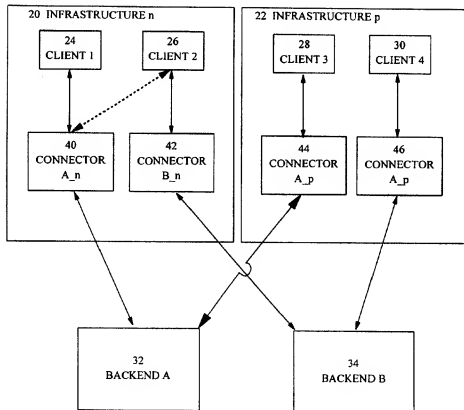 20 INFRASTRUCTURE n
24
CLIENT 1
26
CLIENT 2
40
CONNECTOR
A_n
42
CONNECTOR
B_n
22 INFRASTRUCTURE p
28
CLIENT 3
30
CLIENT 4
44
CONNECTOR
A_p
46
CONNECTOR
A_p
32
BACKEND A
34
BACKEND B